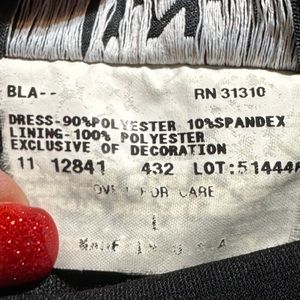 BLA-- RN 31310
DRESS-90%POLYESTER 10%SPANDEX
LINING-100% POLYESTER
EXCLUSIVE OF DECORATION
11 12841 432 LOT:51444
FOR CARE